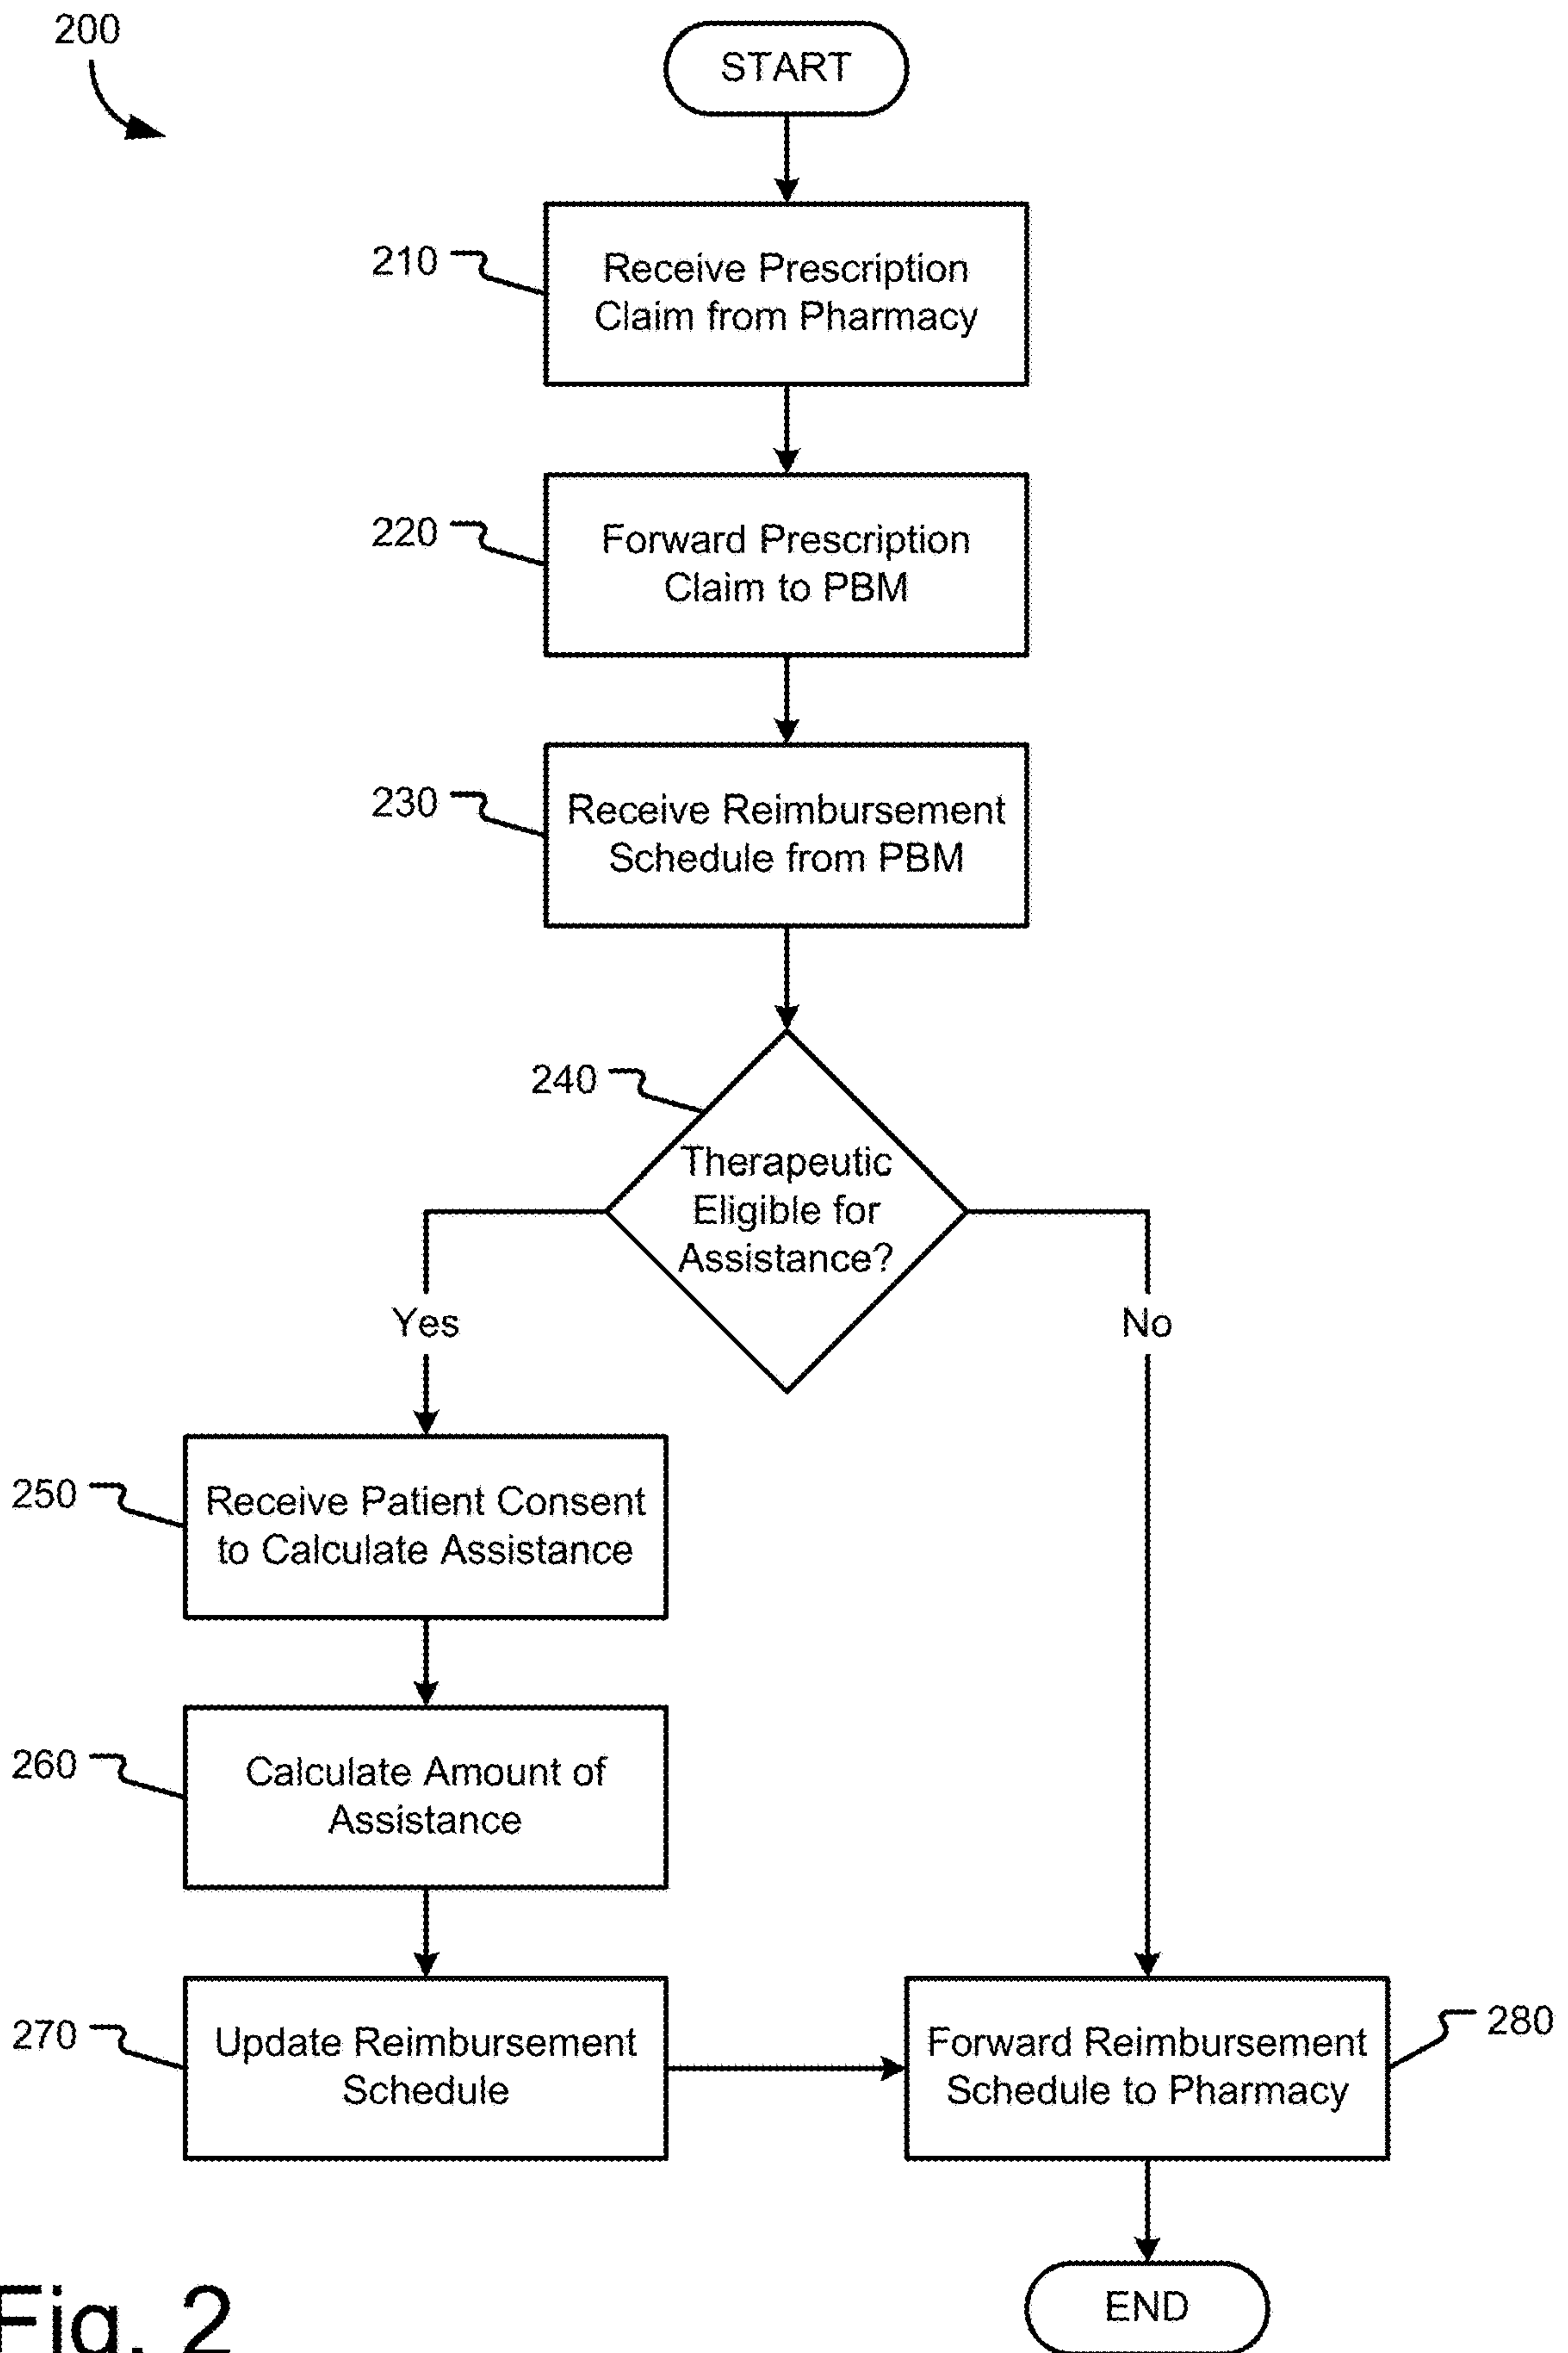 200
START
210
Receive Prescription
Claim from Pharmacy
220
Forward Prescription
Claim to PBM
230
Receive Reimbursement
Schedule from PBM
240
Therapeutic
Eligible for
Assistance?
Yes
No
250
Receive Patient Consent
to Calculate Assistance
260
Calculate Amount of
Assistance
270
Update Reimbursement
Schedule
Forward Reimbursement
Schedule to Pharmacy
280
END
Fig. 2